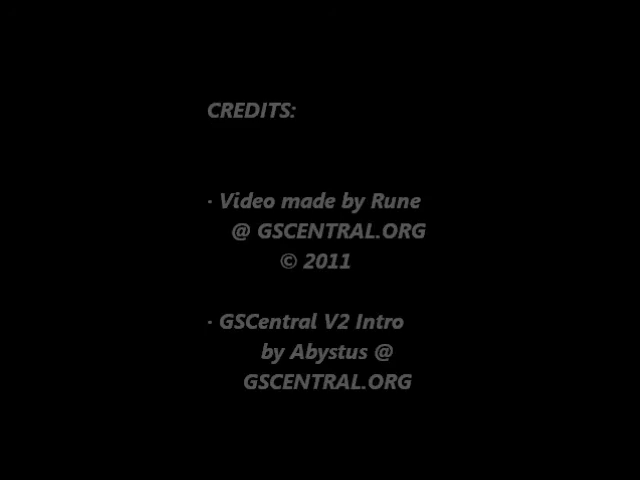 CREDITS:
· Video made by Rune
@ GSCENTRAL.ORG
© 2011
· GSCentral V2 Intro
by Abystus @
GSCENTRAL.ORG